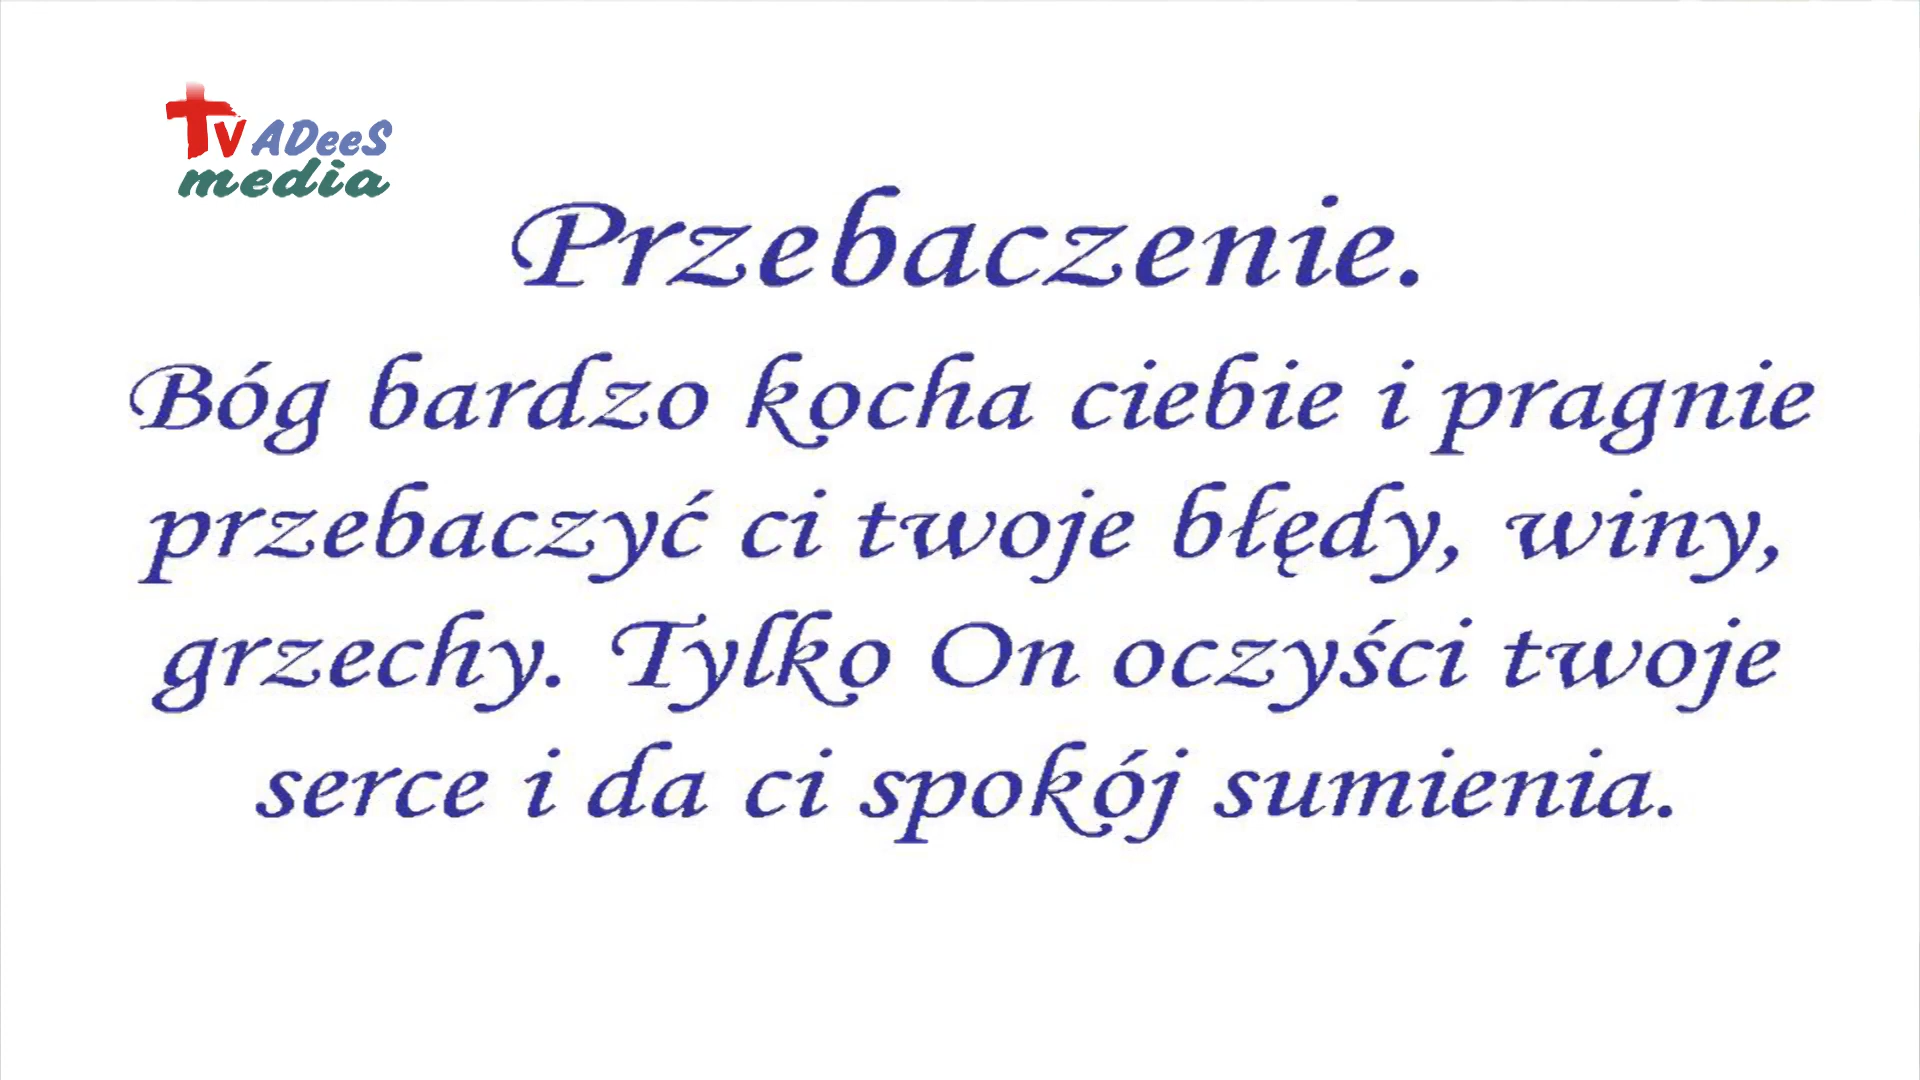 TV ADeeS
media
Przebaczenie.
Bóg bardzo kocha ciebie i pragnie
przebaczyć ci twoje błędy, winy,
grzechy. Tylko On oczyści twoje
serce i da ci spokój sumienia.